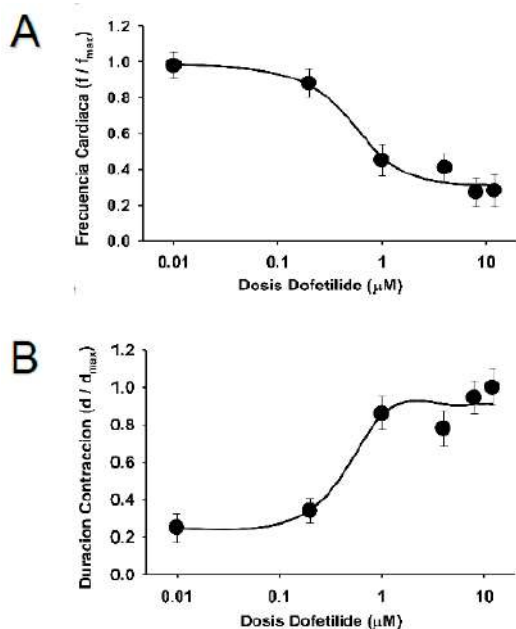 A
Frecuencia Cardiaca (f / fmax)
1.2
1.0
0.8
0.6
0.4
0.2
0.0
0.01 0.1 1 10
Dosis Dofetilide (μM)
B
Duracion Contraccion (d / dmax)
1.2
1.0
0.8
0.6
0.4
0.2
0.0
0.01 0.1 1 10
Dosis Dofetilide (μM)